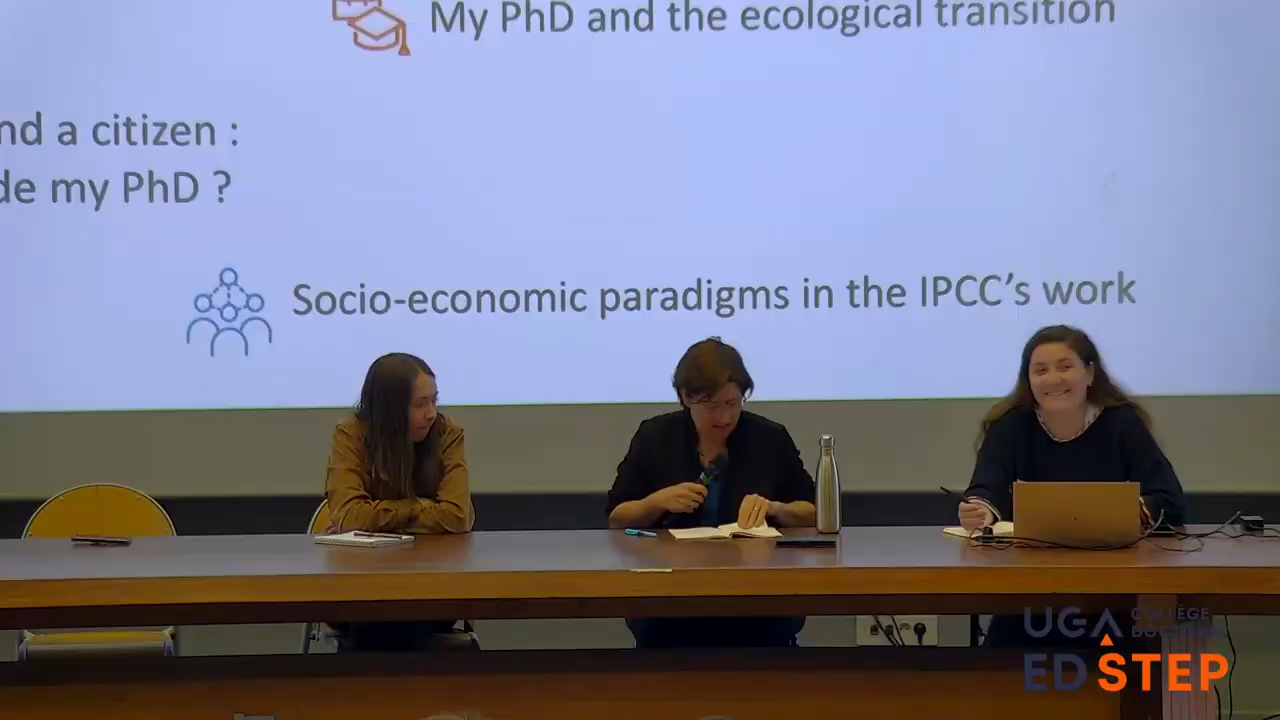 My PhD and the ecological transition
nd a citizen :
de my PhD ?
Socio-economic paradigms in the IPCC's work
UGA
COLLÈGE
ED STEP